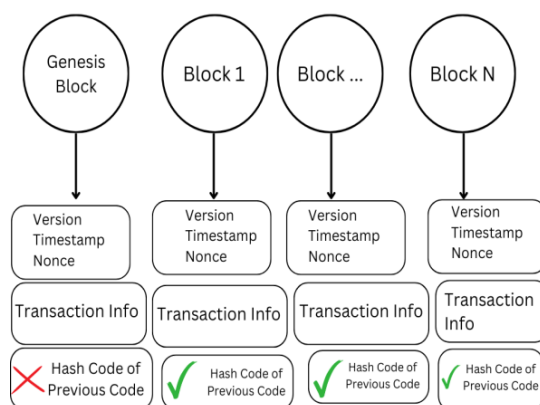 Genesis
Block
Block 1
Block ...
Block N
Version
Timestamp
Nonce
Version
Timestamp
Nonce
Version
Timestamp
Nonce
Version
Timestamp
Nonce
Transaction Info
Transaction Info
Transaction Info
Transaction
Info
Hash Code of
Previous Code
Hash Code of
Previous Code
Hash Code of
Previous Code
Hash Code of
Previous Code